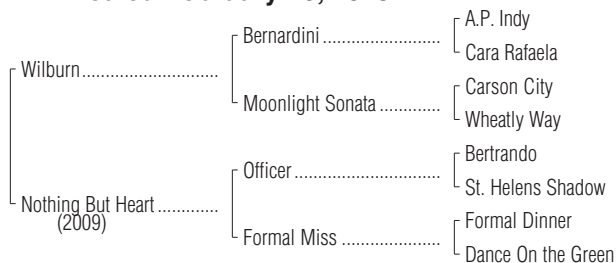 A.P. Indy
Bernardini
Cara Rafaela
Wilburn
Carson City
Moonlight Sonata
Wheatly Way
Bertrando
Officer
St. Helens Shadow
Nothing But Heart
(2009)
Formal Dinner
Formal Miss
Dance On the Green